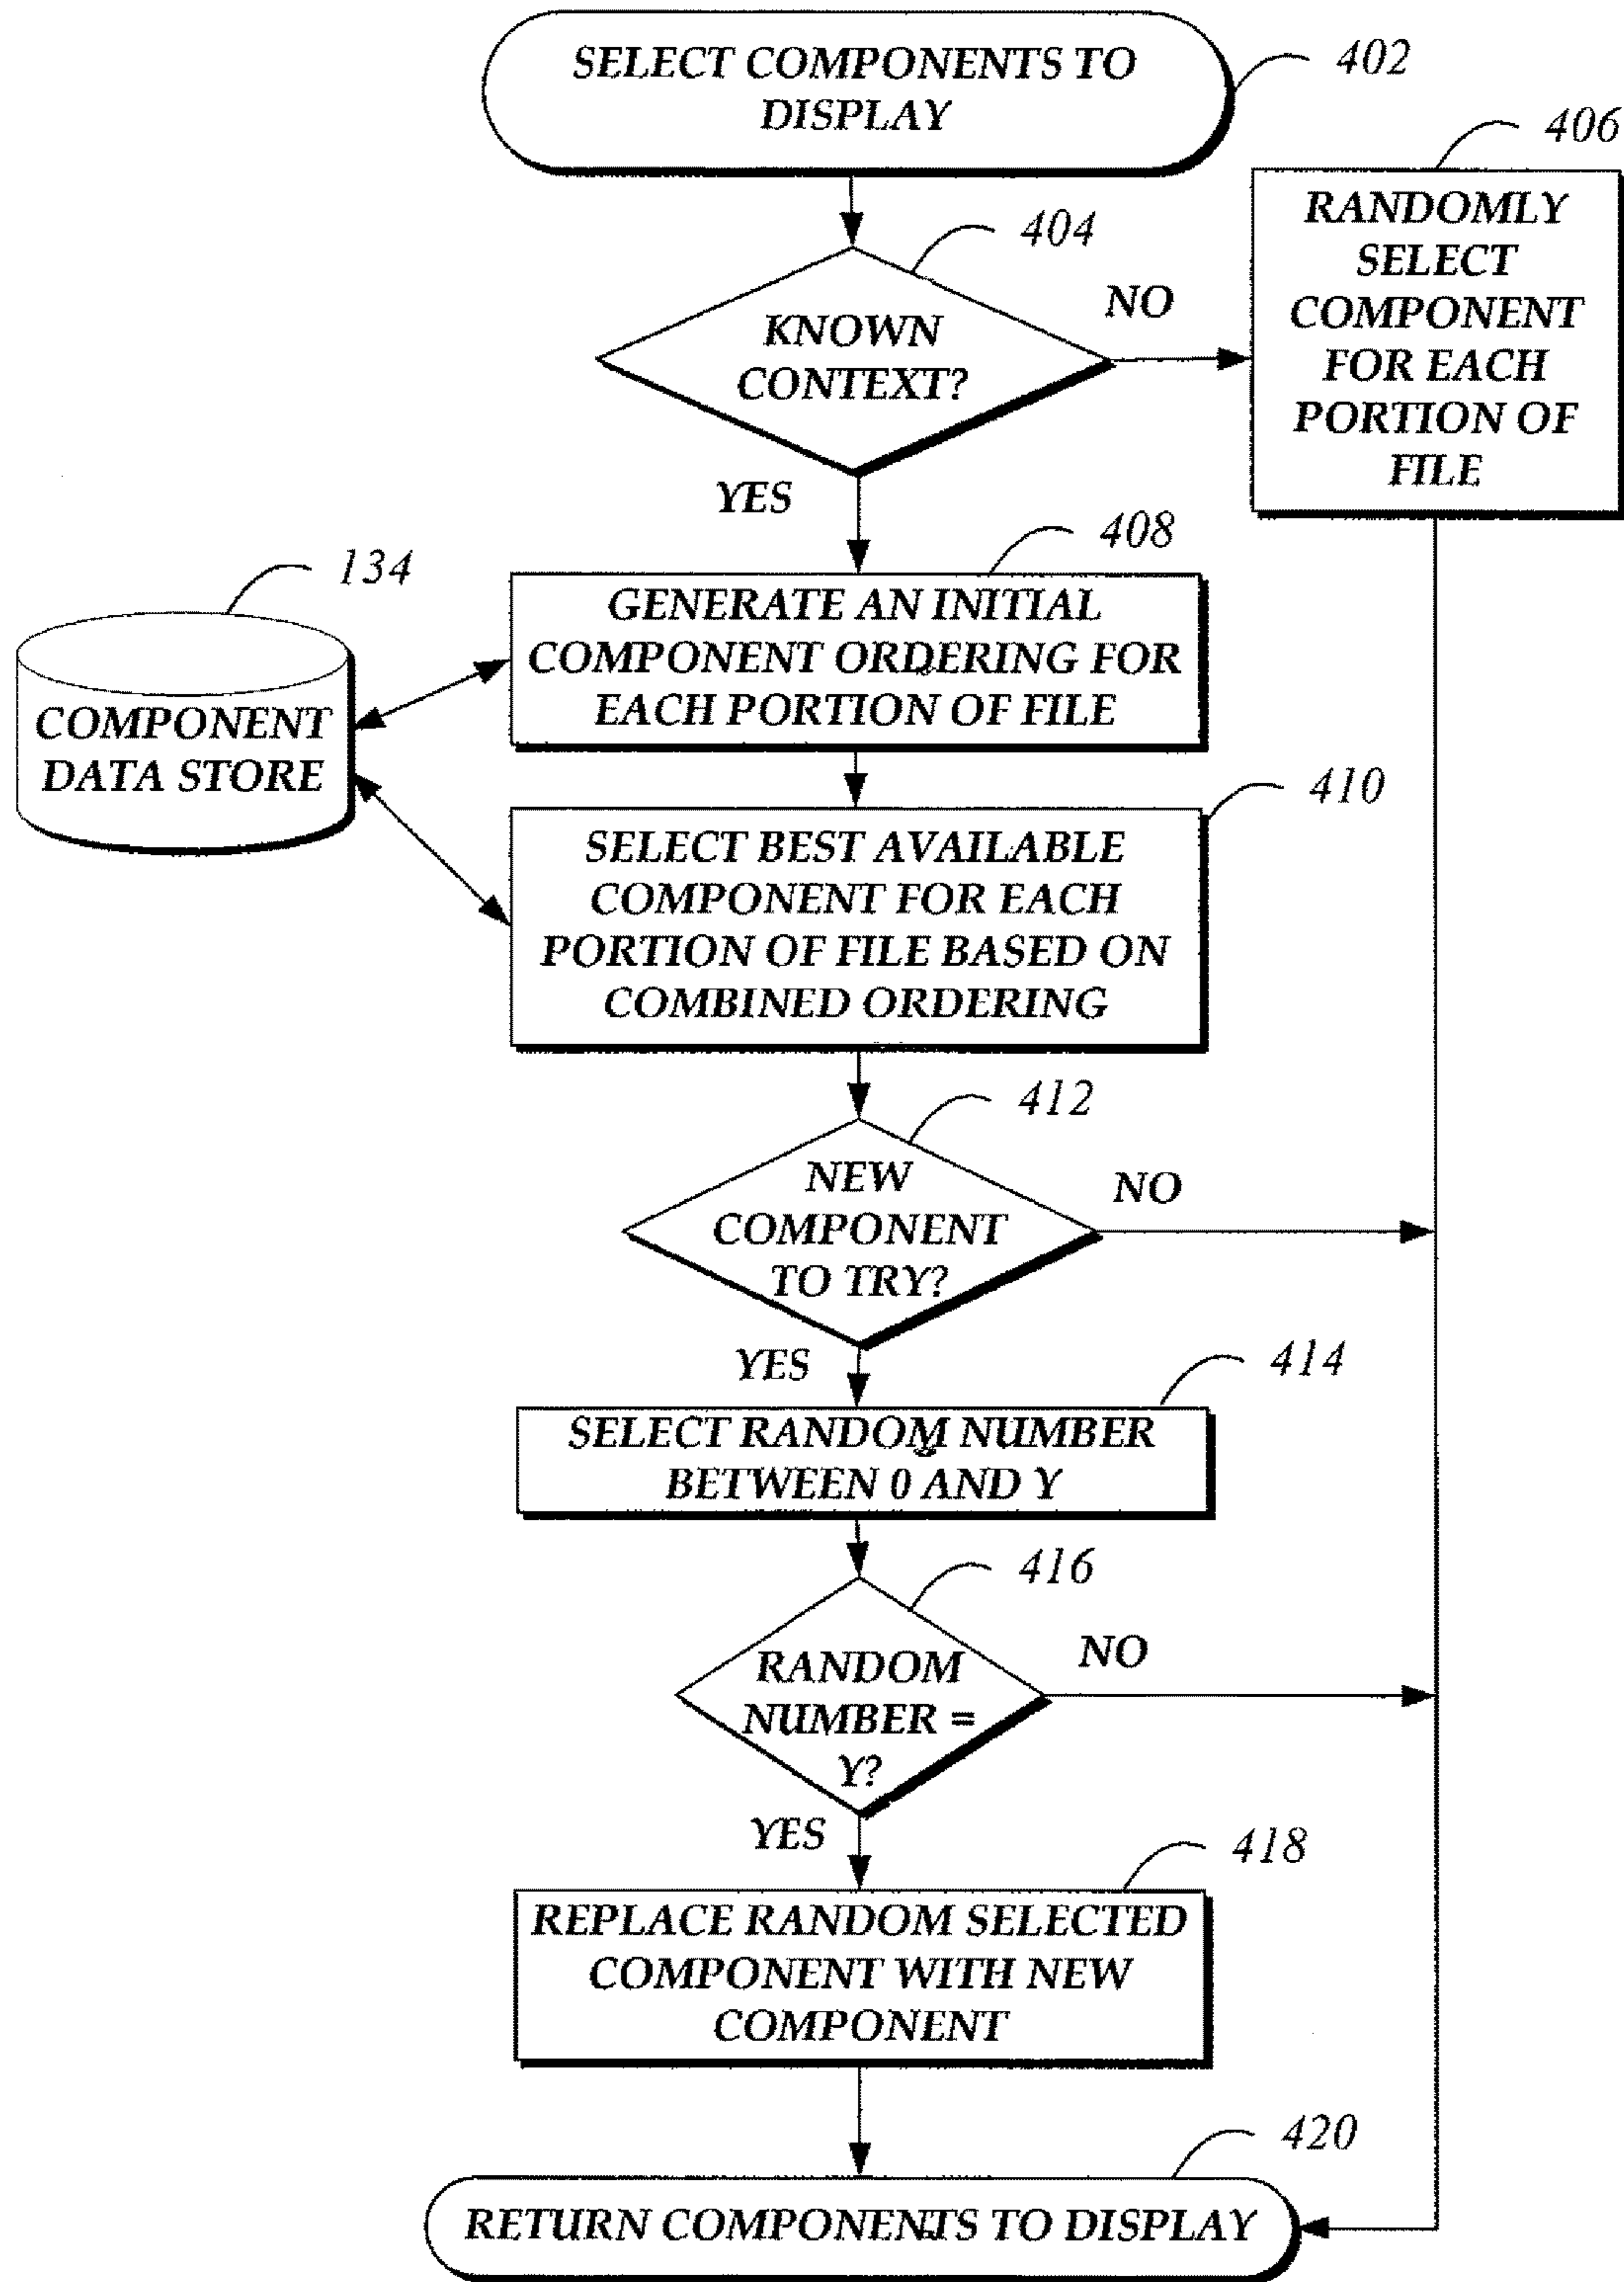 SELECT COMPONENTS TO
DISPLAY
402
406
RANDOMLY
SELECT
COMPONENT
FOR EACH
PORTION OF
FILE
404
KNOWN
CONTEXT?
NO
YES
408
GENERATE AN INITIAL
COMPONENT ORDERING FOR
EACH PORTION OF FILE
134
COMPONENT
DATA STORE
410
SELECT BEST AVAILABLE
COMPONENT FOR EACH
PORTION OF FILE BASED ON
COMBINED ORDERING
412
NEW
COMPONENT
TO TRY?
NO
YES
414
SELECT RANDOM NUMBER
BETWEEN 0 AND Y
416
RANDOM
NUMBER =
Y?
NO
YES
418
REPLACE RANDOM SELECTED
COMPONENT WITH NEW
COMPONENT
420
RETURN COMPONENTS TO DISPLAY